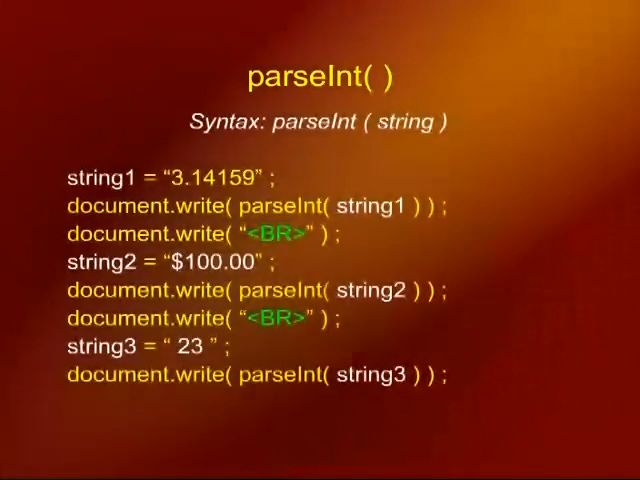 parseInt( )
Syntax: parseInt ( string )
string1 = “3.14159” ;
document.write( parseInt( string1 ) ) ;
document.write( “<BR>” ) ;
string2 = “$100.00” ;
document.write( parseInt( string2 ) ) ;
document.write( “<BR>” ) ;
string3 = “ 23 ” ;
document.write( parseInt( string3 ) ) ;